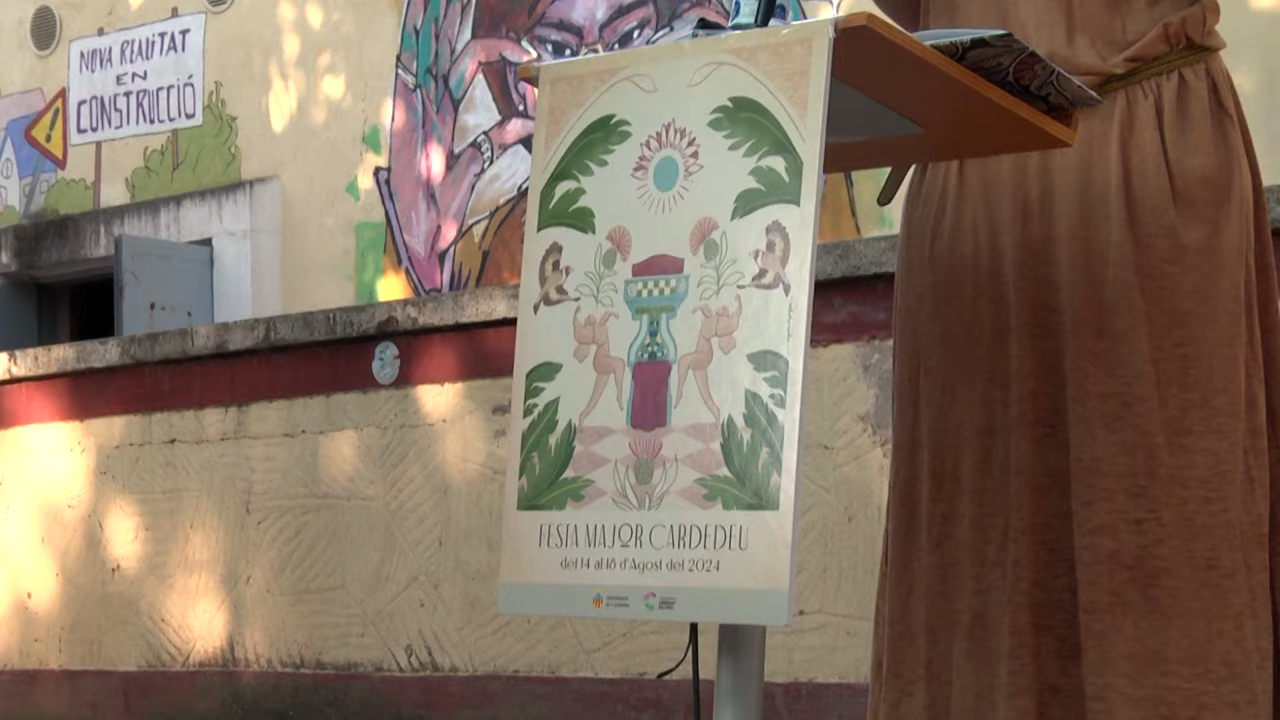 NOVA REALITAT
EN
CONSTRUCCIÓ
FESTA MAJOR CARDEDEU
del 14 al 18 d'Agost del 2024